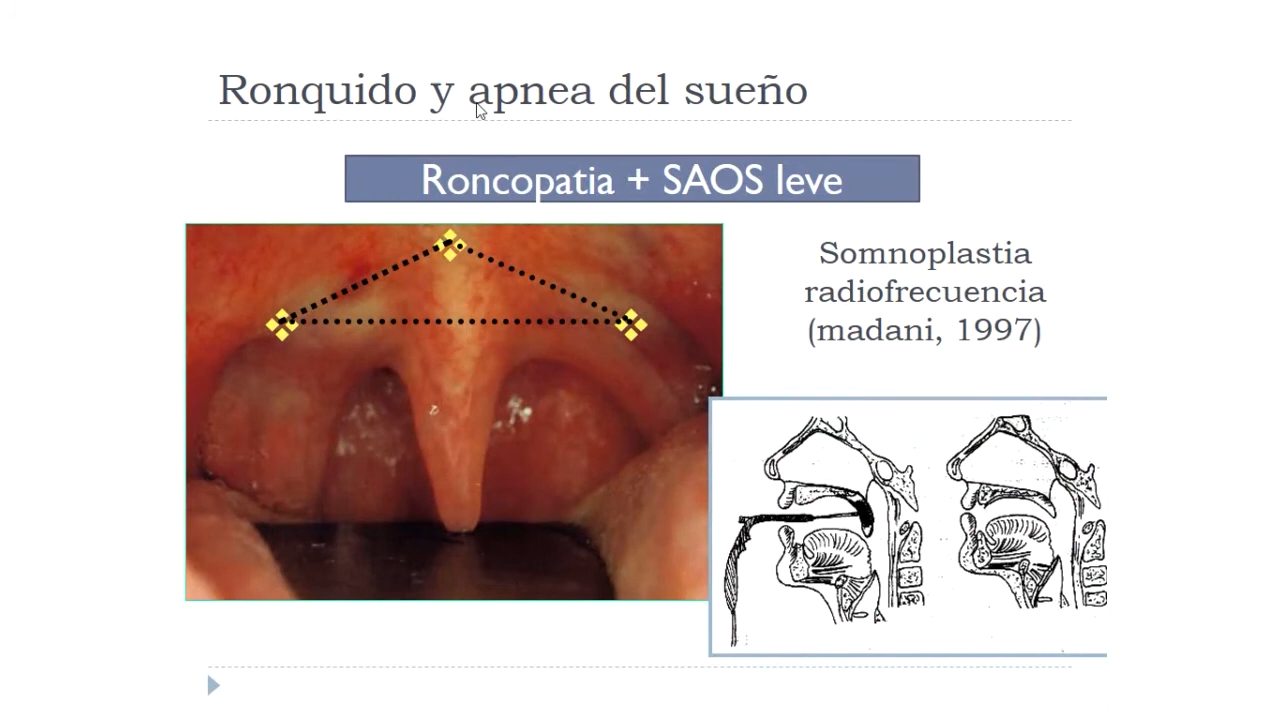 Ronquido y apnea del sueño
Roncopatia + SAOS leve
Somnoplastia
radiofrecuencia
(madani, 1997)